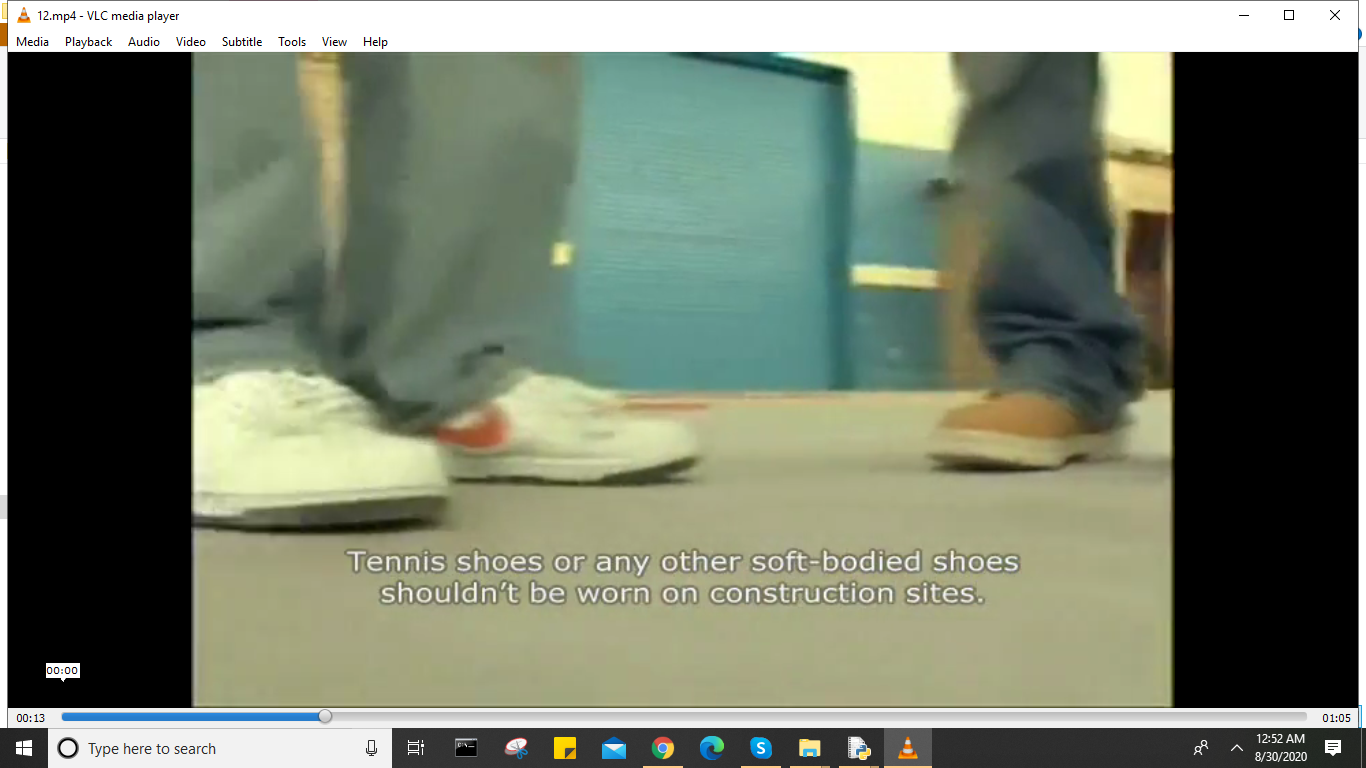 12.mp4 - VLC media player
Media Playback Audio Video Subtitle Tools View Help
Tennis shoes or any other soft-bodied shoes
shouldn't be worn on construction sites.
00:00
00:13
01:05
Type here to search
12:52 AM
8/30/2020